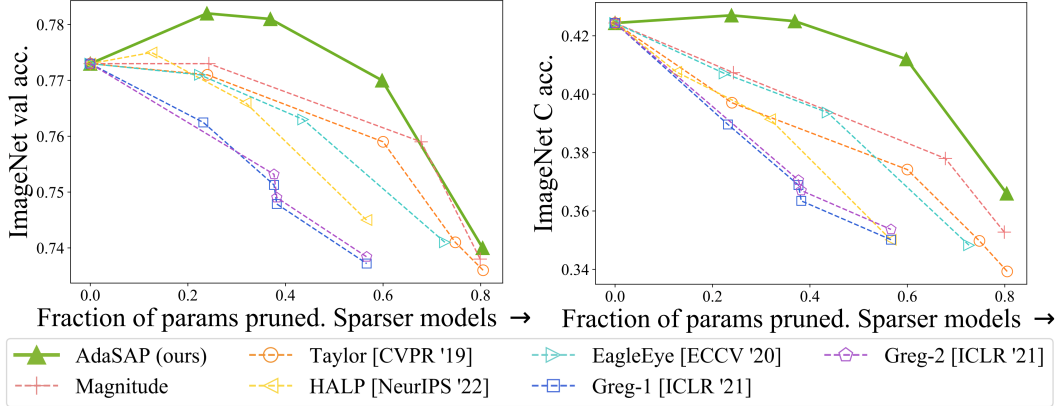 ImageNet val acc.
0.78
0.77
0.76
0.75
0.74
0.0 0.2 0.4 0.6 0.8
ImageNet C acc.
0.42
0.40
0.38
0.36
0.34
0.0 0.2 0.4 0.6 0.8
Fraction of params pruned. Sparser models →
Fraction of params pruned. Sparser models →
AdaSAP (ours) Taylor [CVPR '19] EagleEye [ECCV '20] Greg-2 [ICLR '21]
Magnitude HALP [NeurIPS '22] Greg-1 [ICLR '21]